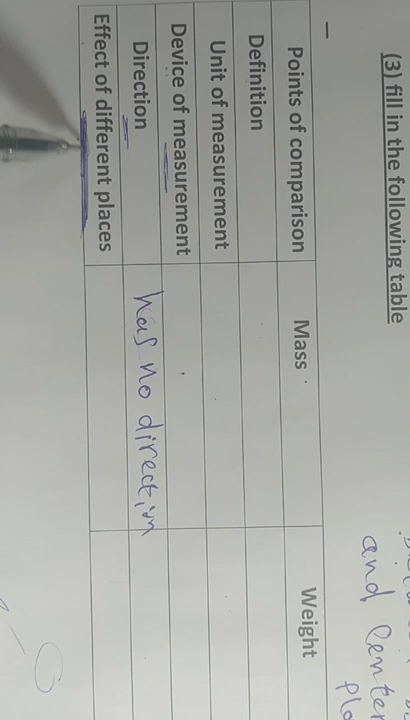 (3) fill in the following table
Points of comparison Mass Weight
Definition
Unit of measurement
Device of measurement
Direction has no direction
Effect of different places
and Center